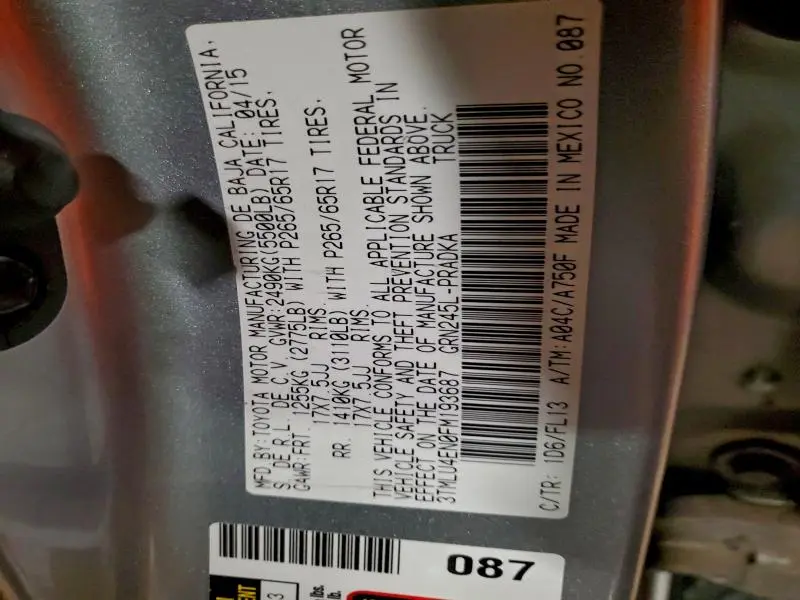 MFD.BY:TOYOTA MOTOR MANUFACTURING DE BAJA CALIFORNIA,
S. DE R.L. DE C.V. GVWR:2490KG(5500LB) DATE: 04/15
GAWR:FRT. 1255KG (2775LB) WITH P265/65R17 TIRES,
17X7.5JJ RIMS.
RR. 1410KG (3110LB) WITH P265/65R17 TIRES,
17X7.5JJ RIMS
THIS VEHICLE CONFORMS TO ALL APPLICABLE FEDERAL MOTOR
VEHICLE SAFETY AND THEFT PREVENTION STANDARDS IN
EFFECT ON THE DATE OF MANUFACTURE SHOWN ABOVE.
3TMLU4EN0FM193687 GRN245L-PRADKA TRUCK
C/TR: 1D6/FL13 A/TM:A04C/A750F MADE IN MEXICO NO.087
087
3
lbs.
lb.